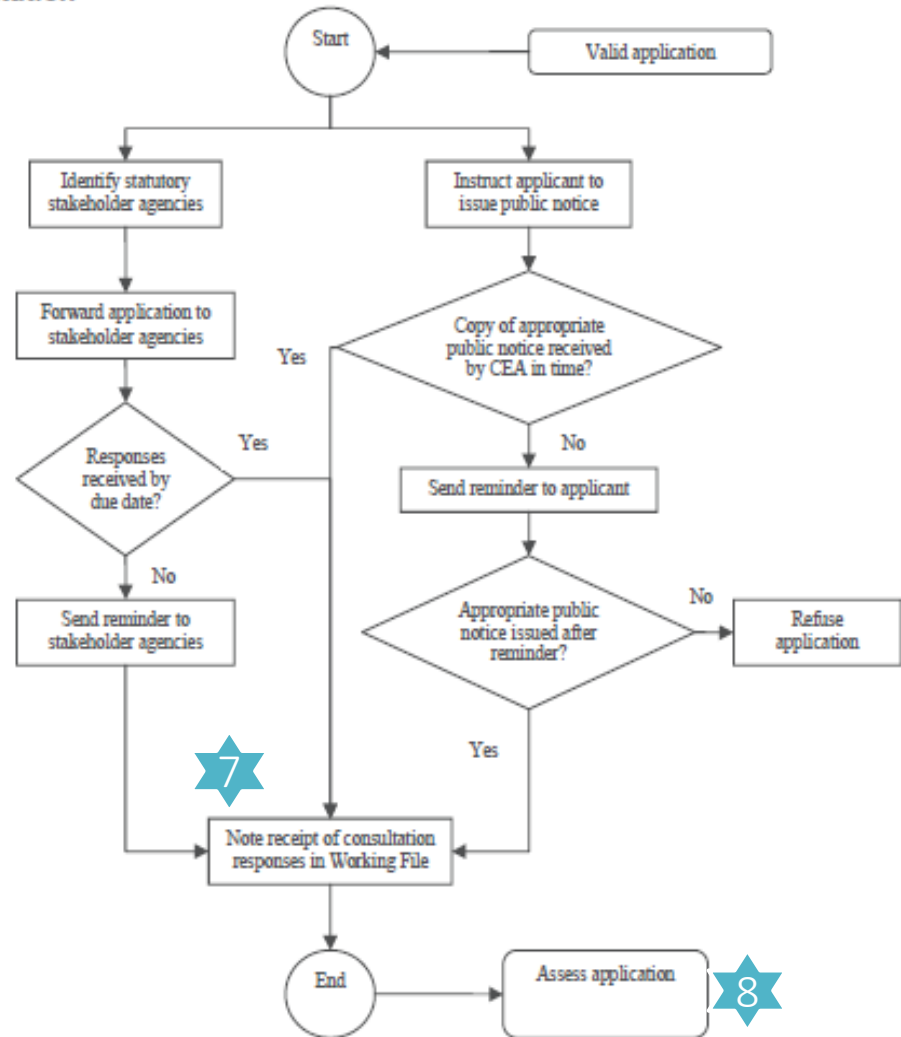 Start
Valid application
Identify statutory
stakeholder agencies
Instruct applicant to
issue public notice
Forward application to
stakeholder agencies
Copy of appropriate
public notice received
by CEA in time?
Yes
Yes
No
Responses
received by
due date?
Send reminder to applicant
No
Send reminder to
stakeholder agencies
Appropriate public
notice issued after
reminder?
No
Refuse
application
Yes
7
Note receipt of consultation
responses in Working File
End
Assess application
8